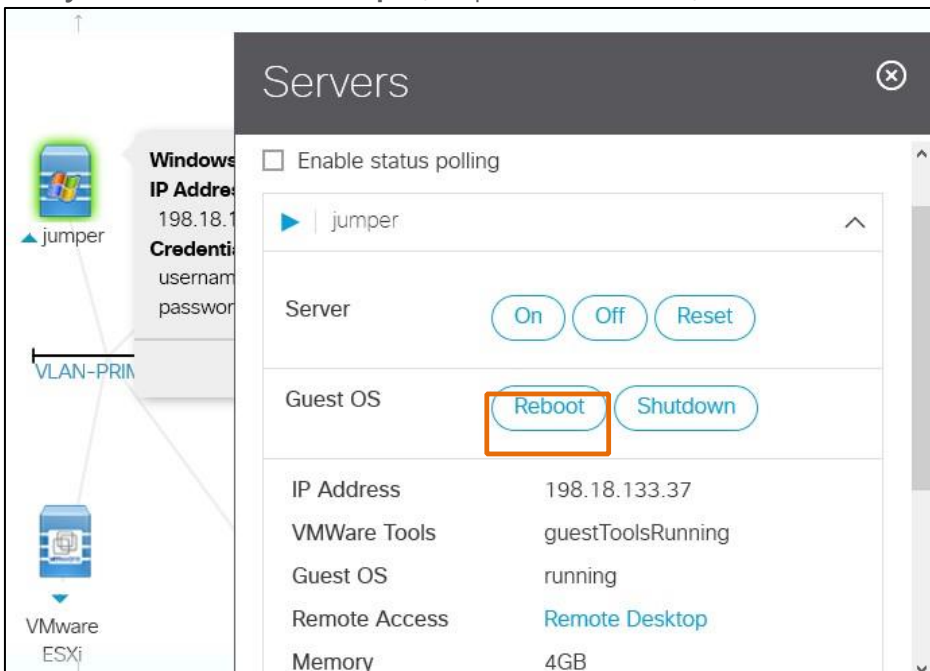 Servers
Enable status polling
jumper
Server
On
Off
Reset
Guest OS
Reboot
Shutdown
IP Address
198.18.133.37
VMWare Tools
guestToolsRunning
Guest OS
running
Remote Access
Remote Desktop
Memory
4GB
jumper
Windows
IP Addres
198.18.1
Credentia
usernam
passwor
VLAN-PRIM
VMware
ESXi